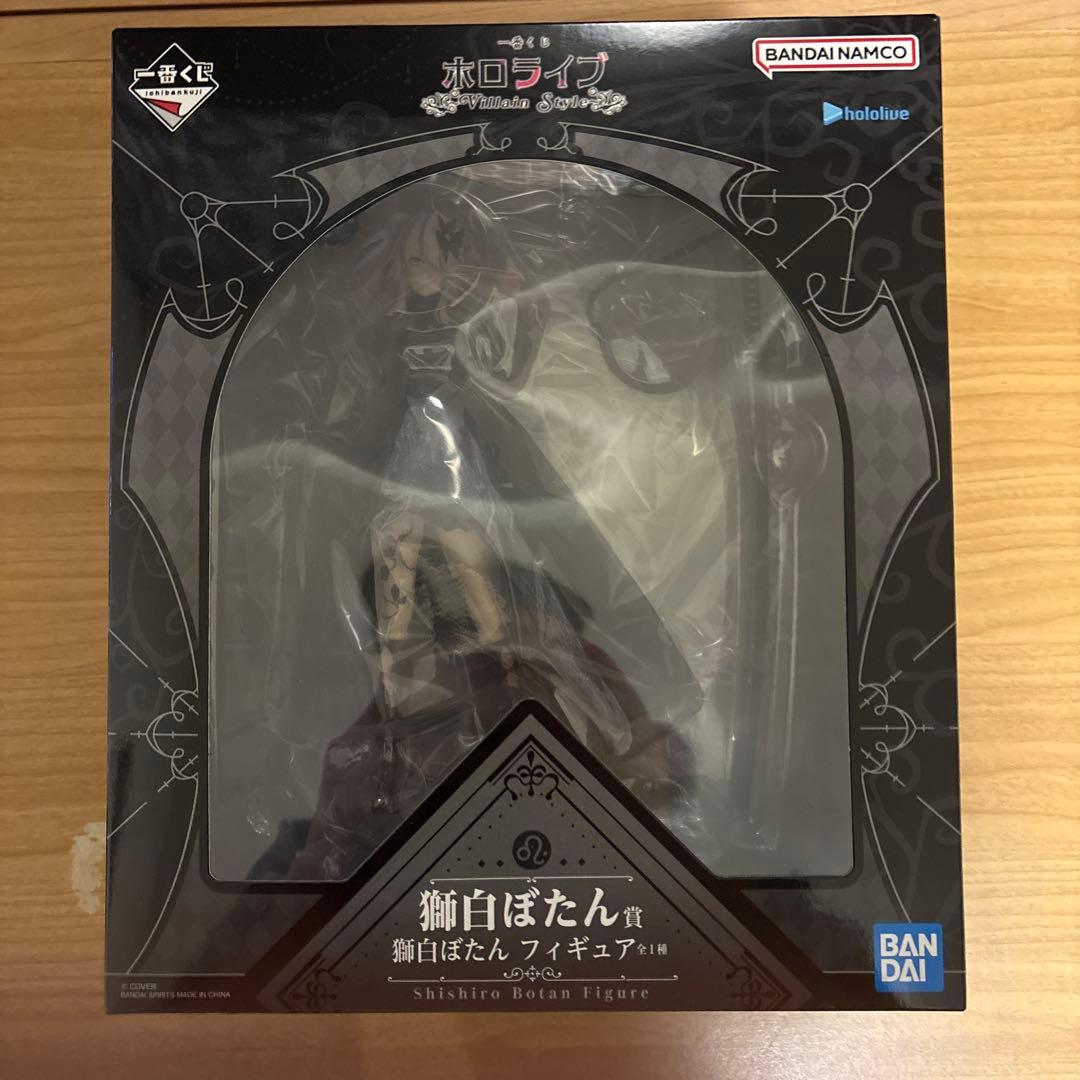 一番くじ
ichibankuji
一番くじ
ホロライブ
Villain Style
BANDAI NAMCO
hololive
獅白ぼたん賞
獅白ぼたん フィギュア全1種
Shishiro Botan Figure
© COVER
BANDAI SPIRITS MADE IN CHINA
BAN
DAI